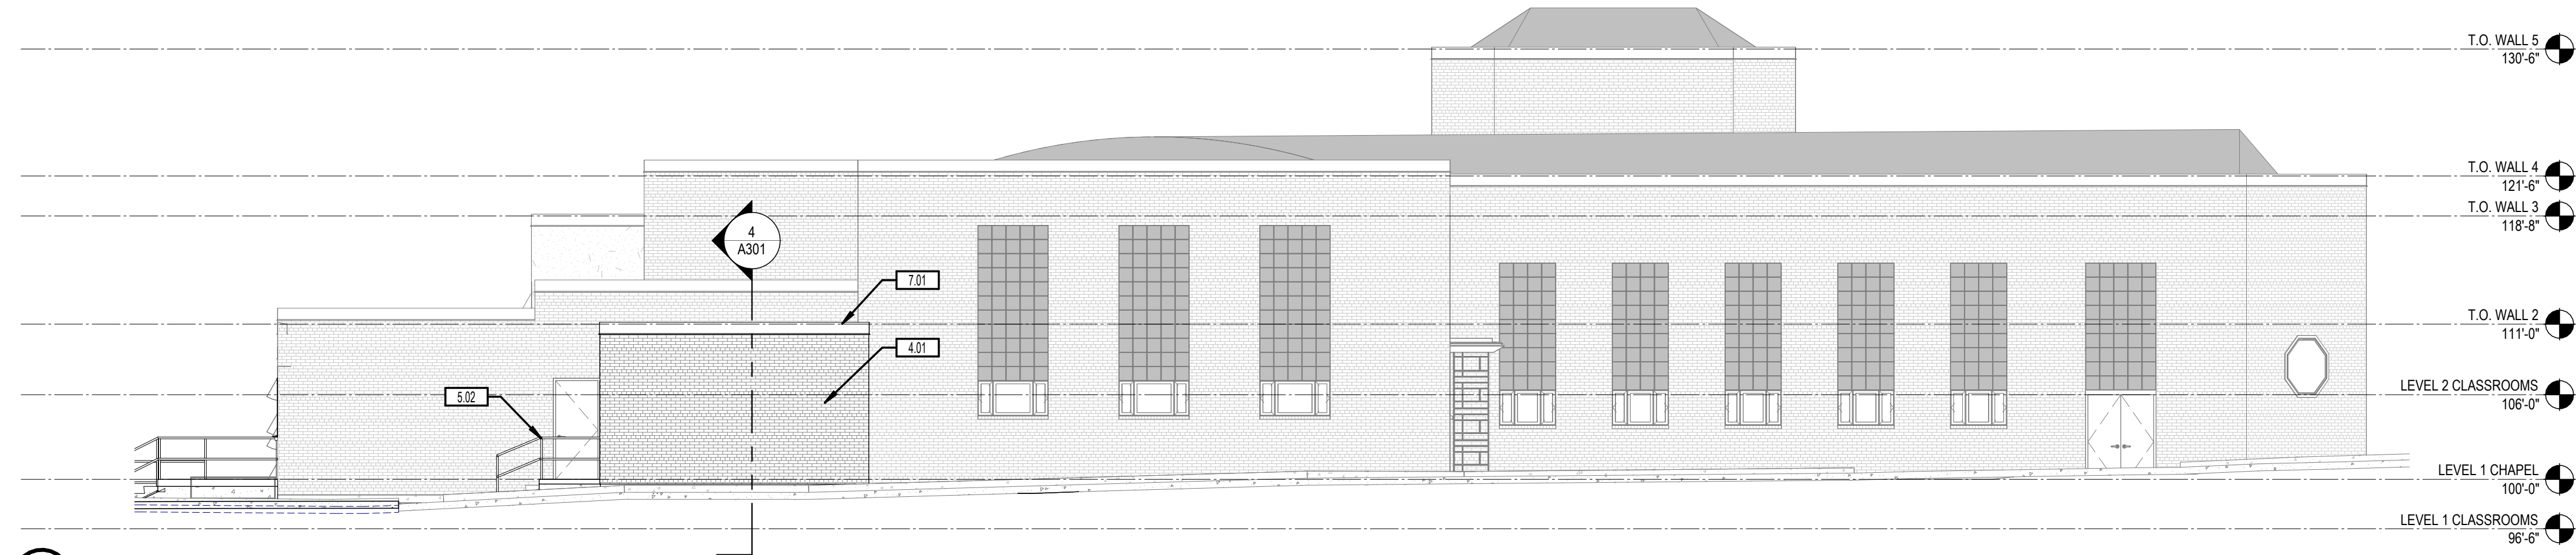 T.O. WALL 5
130'-6"
T.O. WALL 4
121'-6"
T.O. WALL 3
118'-8"
4
A301
7.01
T.O. WALL 2
111'-0"
4.01
5.02
LEVEL 2 CLASSROOMS
106'-0"
LEVEL 1 CHAPEL
100'-0"
LEVEL 1 CLASSROOMS
96'-6"